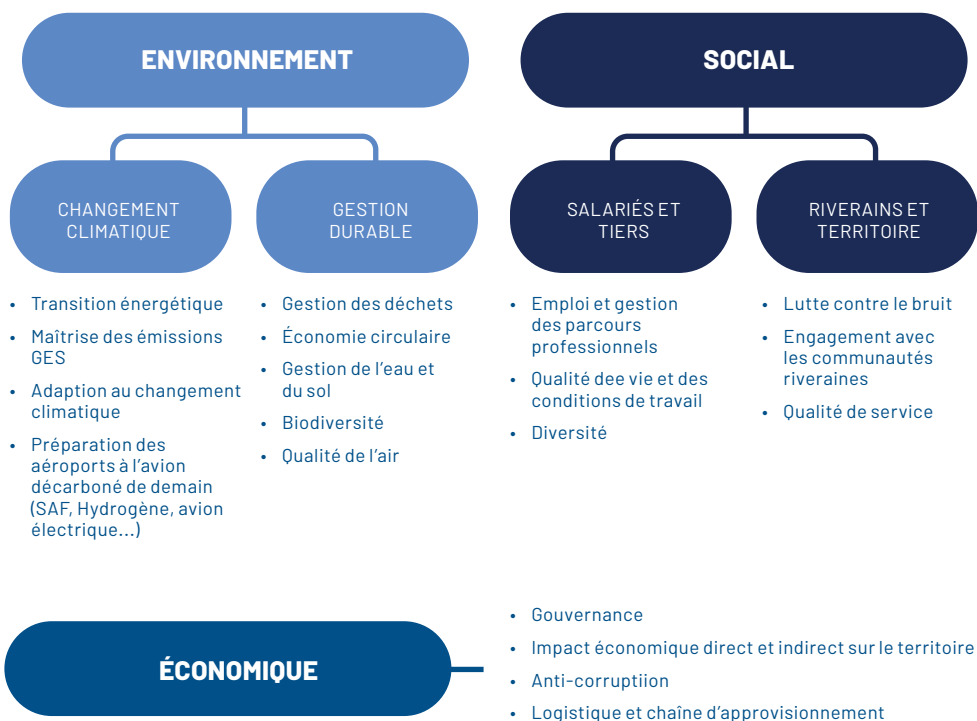 ENVIRONNEMENT
CHANGEMENT
CLIMATIQUE
• Transition énergétique
• Maîtrise des émissions
GES
• Adaption au changement
climatique
• Préparation des
aéroports à l’avion
décarboné de demain
(SAF, Hydrogène, avion
électrique...)
GESTION
DURABLE
• Gestion des déchets
• Économie circulaire
• Gestion de l’eau et
du sol
• Biodiversité
• Qualité de l’air
SOCIAL
SALARIÉS ET
TIERS
• Emploi et gestion
des parcours
professionnels
• Qualité dee vie et des
conditions de travail
• Diversité
RIVERAINS ET
TERRITOIRE
• Lutte contre le bruit
• Engagement avec
les communautés
riveraines
• Qualité de service
ÉCONOMIQUE
• Gouvernance
• Impact économique direct et indirect sur le territoire
• Anti-corruptiion
• Logistique et chaîne d’approvisionnement